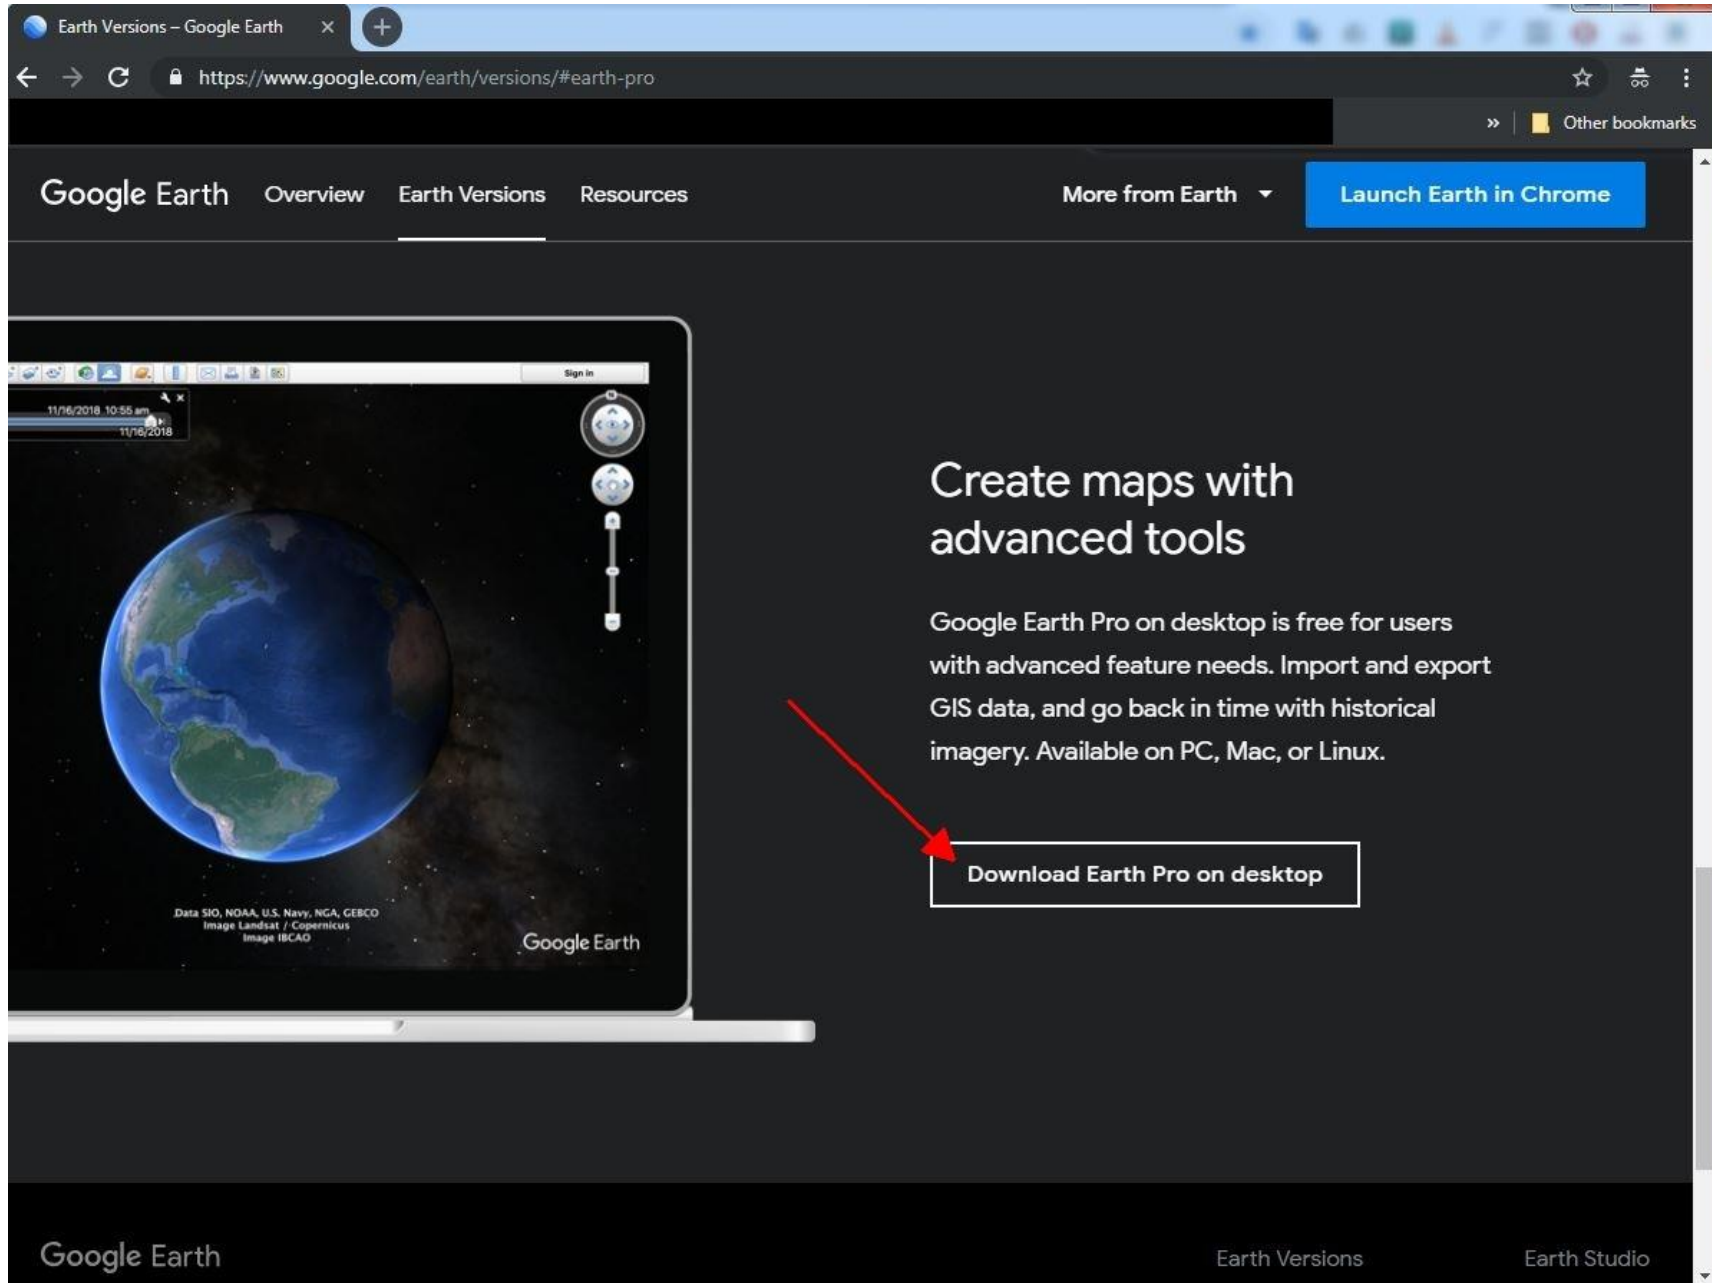 Earth Versions – Google Earth
https://www.google.com/earth/versions/#earth-pro
» Other bookmarks
Google Earth Overview Earth Versions Resources More from Earth Launch Earth in Chrome
Sign in
N
11/16/2018 10:55 am
11/16/2018
Create maps with
advanced tools
Google Earth Pro on desktop is free for users
with advanced feature needs. Import and export
GIS data, and go back in time with historical
imagery. Available on PC, Mac, or Linux.
Download Earth Pro on desktop
Data SIO, NOAA, U.S. Navy, NGA, GEBCO
Image Landsat / Copernicus
Image IBCAO
Google Earth
Google Earth Earth Versions Earth Studio